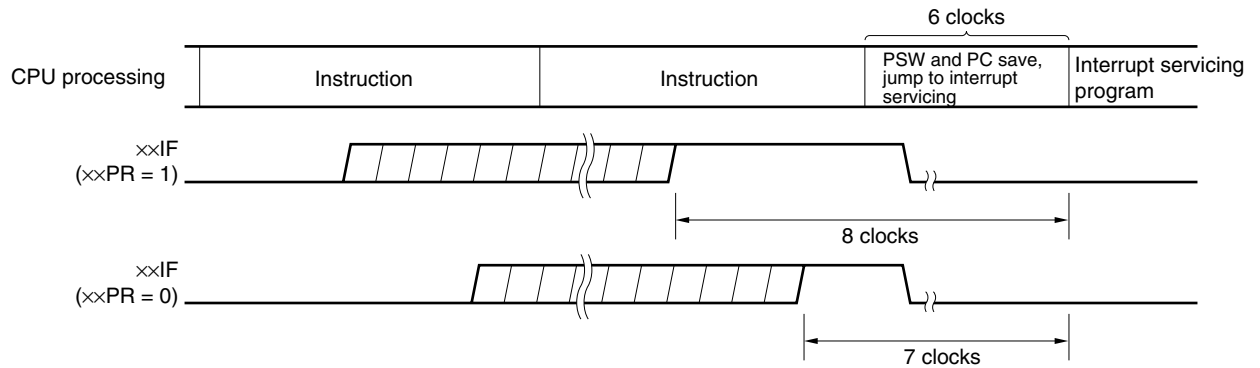 6 clocks
CPU processing
Instruction
Instruction
PSW and PC save,
jump to interrupt
servicing
Interrupt servicing
program
××IF
(××PR = 1)
8 clocks
××IF
(××PR = 0)
7 clocks